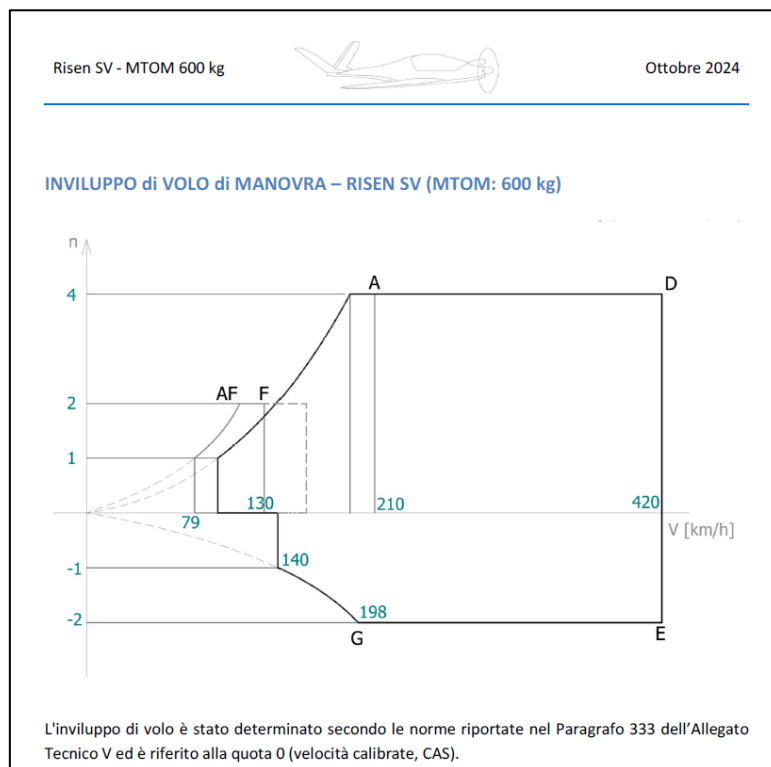 Risen SV - MTOM 600 kg
Ottobre 2024
INVILUPPO di VOLO di MANOVRA – RISEN SV (MTOM: 600 kg)
n
4
A
D
2
AF
F
1
130
210
420
79
V [km/h]
-1
140
198
-2
G
E
L'inviluppo di volo è stato determinato secondo le norme riportate nel Paragrafo 333 dell’Allegato
Tecnico V ed è riferito alla quota 0 (velocità calibrate, CAS).